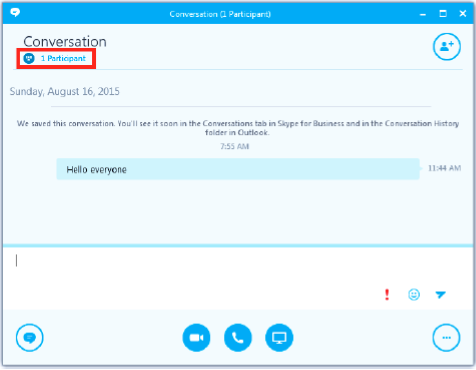 Conversation (1 Participant)
Conversation
1 Participant
Sunday, August 16, 2015
We saved this conversation. You'll see it soon in the Conversations tab in Skype for Business and in the Conversation History
folder in Outlook.
7:55 AM
Hello everyone
11:44 AM